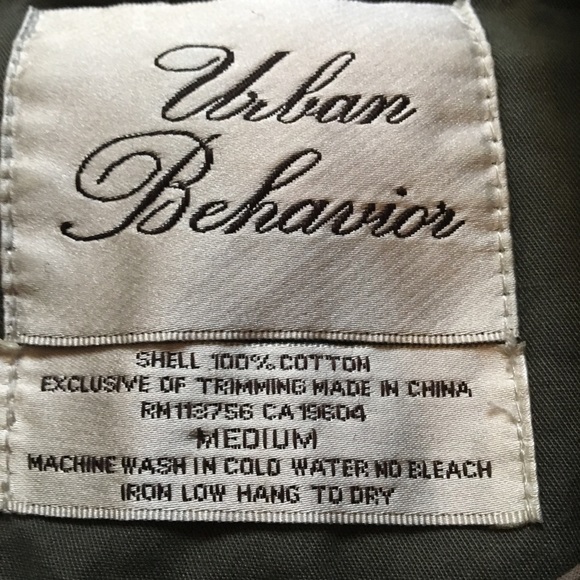 Urban
Behavior
SHELL 100% COTTON
EXCLUSIVE OF TRIMMING MADE IN CHINA
RN113756 CA19604
MEDIUM
MACHINE WASH IN COLD WATER NO BLEACH
IRON LOW HANG TO DRY